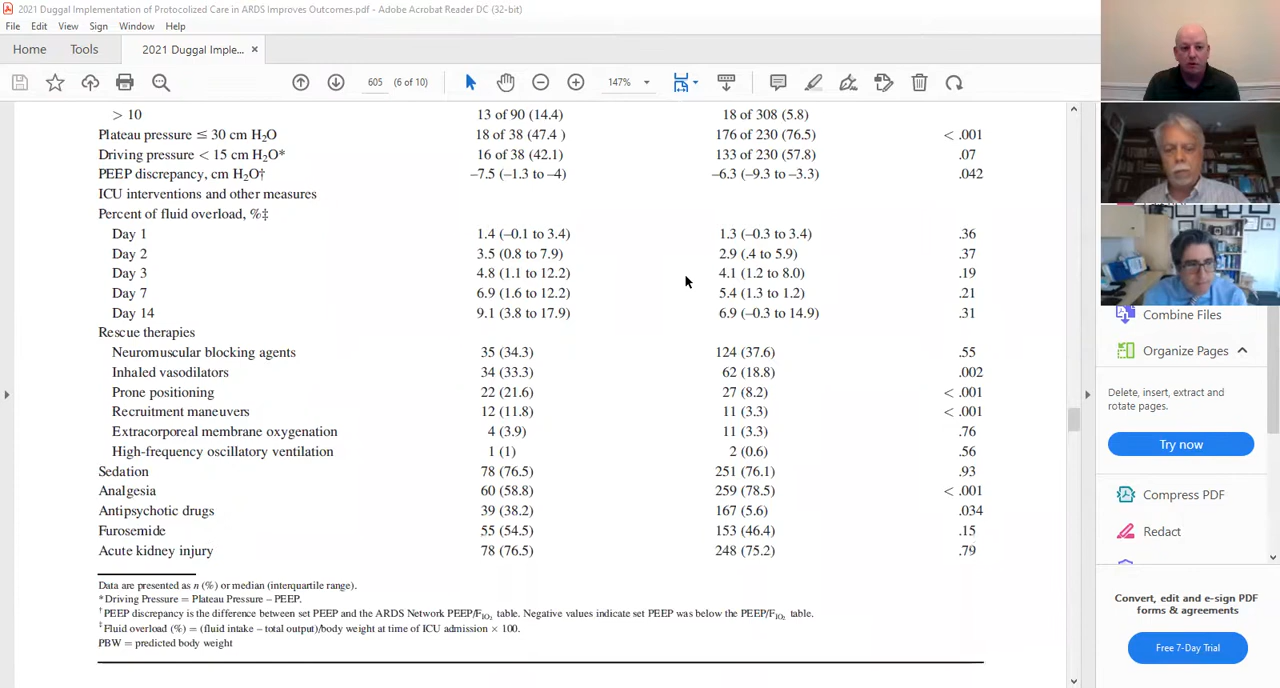 2021 Duggal Implementation of Protocolized Care in ARDS Improves Outcomes.pdf - Adobe Acrobat Reader DC (32-bit)
File Edit View Sign Window Help
Home Tools 2021 Duggal Imple... ×
605 (6 of 10) 147%
> 10 13 of 90 (14.4) 18 of 308 (5.8)
Plateau pressure ≤ 30 cm H₂O 18 of 38 (47.4 ) 176 of 230 (76.5) < .001
Driving pressure < 15 cm H₂O* 16 of 38 (42.1) 133 of 230 (57.8) .07
PEEP discrepancy, cm H₂O† –7.5 (–1.3 to –4) –6.3 (–9.3 to –3.3) .042
ICU interventions and other measures
Percent of fluid overload, %‡
Day 1 1.4 (–0.1 to 3.4) 1.3 (–0.3 to 3.4) .36
Day 2 3.5 (0.8 to 7.9) 2.9 (.4 to 5.9) .37
Day 3 4.8 (1.1 to 12.2) 4.1 (1.2 to 8.0) .19
Day 7 6.9 (1.6 to 12.2) 5.4 (1.3 to 1.2) .21
Day 14 9.1 (3.8 to 17.9) 6.9 (–0.3 to 14.9) .31
Rescue therapies
Neuromuscular blocking agents 35 (34.3) 124 (37.6) .55
Inhaled vasodilators 34 (33.3) 62 (18.8) .002
Prone positioning 22 (21.6) 27 (8.2) < .001
Recruitment maneuvers 12 (11.8) 11 (3.3) < .001
Extracorporeal membrane oxygenation 4 (3.9) 11 (3.3) .76
High-frequency oscillatory ventilation 1 (1) 2 (0.6) .56
Sedation 78 (76.5) 251 (76.1) .93
Analgesia 60 (58.8) 259 (78.5) < .001
Antipsychotic drugs 39 (38.2) 167 (5.6) .034
Furosemide 55 (54.5) 153 (46.4) .15
Acute kidney injury 78 (76.5) 248 (75.2) .79
Data are presented as n (%) or median (interquartile range).
* Driving Pressure = Plateau Pressure – PEEP.
† PEEP discrepancy is the difference between set PEEP and the ARDS Network PEEP/FIO₂ table. Negative values indicate set PEEP was below the PEEP/FIO₂ table.
‡ Fluid overload (%) = (fluid intake – total output)/body weight at time of ICU admission × 100.
PBW = predicted body weight
Combine Files
Organize Pages
Delete, insert, extract and
rotate pages.
Try now
Compress PDF
Redact
Convert, edit and e-sign PDF
forms & agreements
Free 7-Day Trial